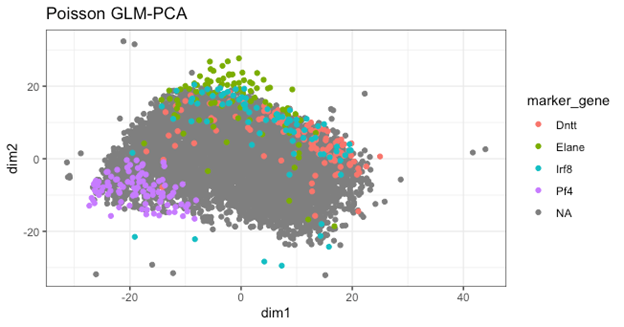 Poisson GLM-PCA
dim2
20
0
-20
-20
0
20
40
dim1
marker_gene
Dntt
Elane
Irf8
Pf4
NA